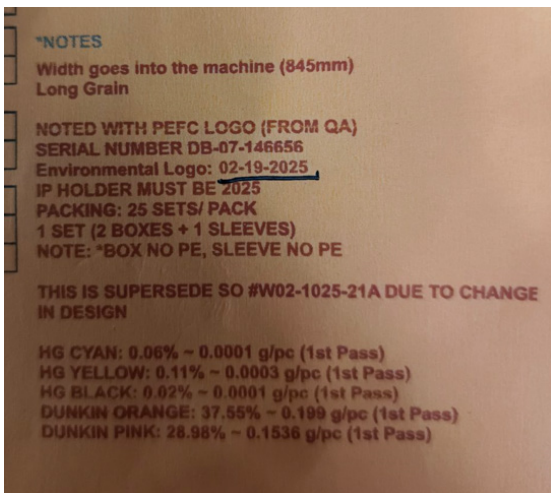 *NOTES
Width goes into the machine (845mm)
Long Grain
NOTED WITH PEFC LOGO (FROM QA)
SERIAL NUMBER DB-07-146656
Environmental Logo: 02-19-2025
IP HOLDER MUST BE 2025
PACKING: 25 SETS/ PACK
1 SET (2 BOXES + 1 SLEEVES)
NOTE: *BOX NO PE, SLEEVE NO PE
THIS IS SUPERSEDE SO #W02-1025-21A DUE TO CHANGE
IN DESIGN
HG CYAN: 0.06% ~ 0.0001 g/pc (1st Pass)
HG YELLOW: 0.11% ~ 0.0003 g/pc (1st Pass)
HG BLACK: 0.02% ~ 0.0001 g/pc (1st Pass)
DUNKIN ORANGE: 37.55% ~ 0.199 g/pc (1st Pass)
DUNKIN PINK: 28.98% ~ 0.1536 g/pc (1st Pass)